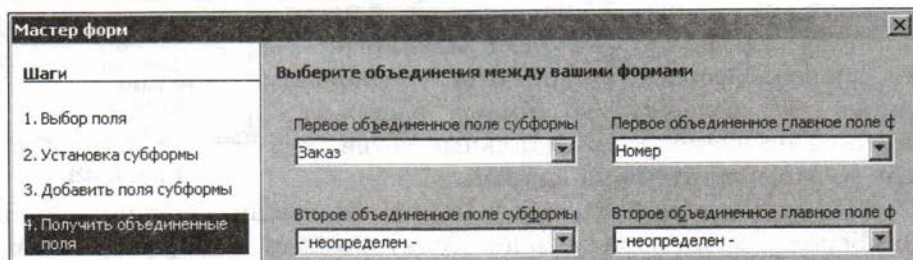 Мастер форм
Шаги
1. Выбор поля
2. Установка субформы
3. Добавить поля субформы
4. Получить объединенные
поля
Выберите объединения между вашими формами
Первое объединенное поле субформы
Первое объединенное главное поле ф
Заказ
Номер
Второе объединенное поле субформы
Второе объединенное главное поле ф
- неопределен -
- неопределен -